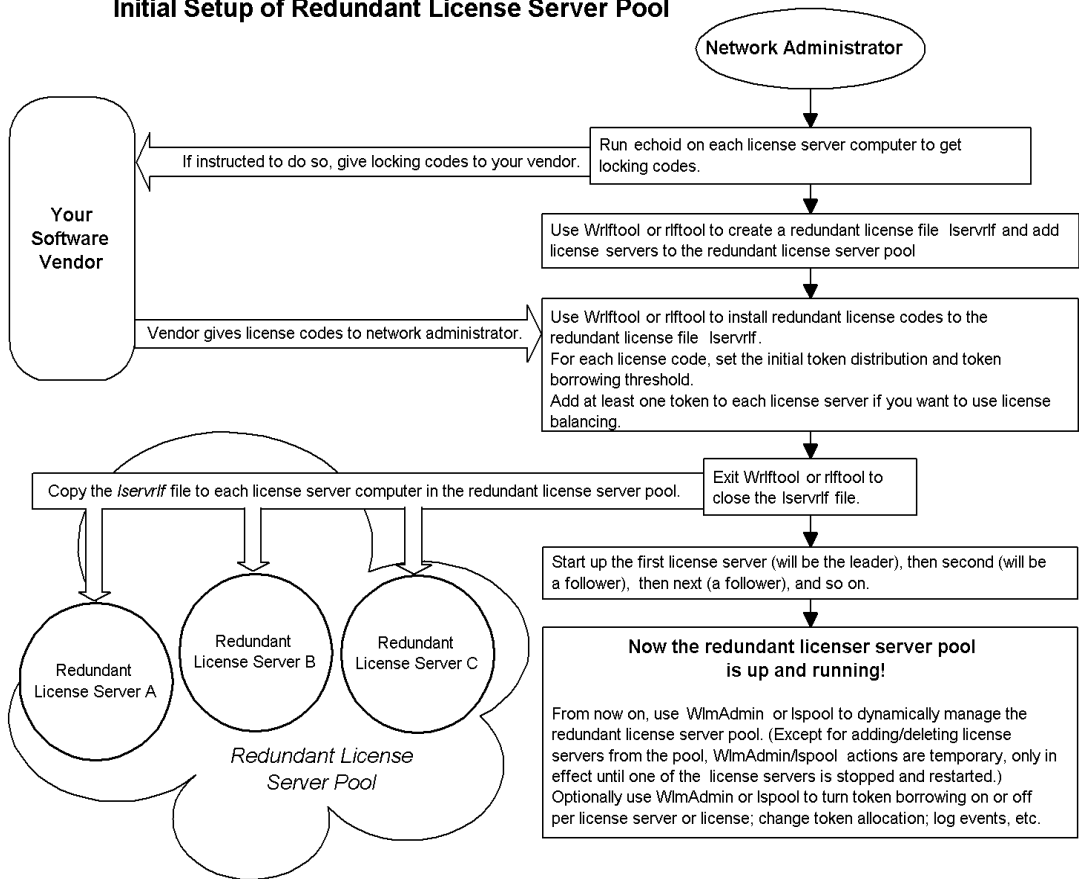 Initial Setup of Redundant License Server Pool
Network Administrator
Run echoid on each license server computer to get
locking codes.
If instructed to do so, give locking codes to your vendor.
Your
Software
Vendor
Use Wrlftool or rlftool to create a redundant license file lservrlf and add
license servers to the redundant license server pool
Vendor gives license codes to network administrator.
Use Wrlftool or rlftool to install redundant license codes to the
redundant license file lservrlf.
For each license code, set the initial token distribution and token
borrowing threshold.
Add at least one token to each license server if you want to use license
balancing.
Exit Wrlftool or rlftool to
close the lservrlf file.
Copy the lservrlf file to each license server computer in the redundant license server pool.
Start up the first license server (will be the leader), then second (will be
a follower), then next (a follower), and so on.
Redundant
License Server A
Redundant
License Server B
Redundant
License Server C
Redundant License
Server Pool
Now the redundant licenser server pool
is up and running!
From now on, use WlmAdmin or lspool to dynamically manage the
redundant license server pool. (Except for adding/deleting license
servers from the pool, WlmAdmin/lspool actions are temporary, only in
effect until one of the license servers is stopped and restarted.)
Optionally use WlmAdmin or lspool to turn token borrowing on or off
per license server or license; change token allocation; log events, etc.